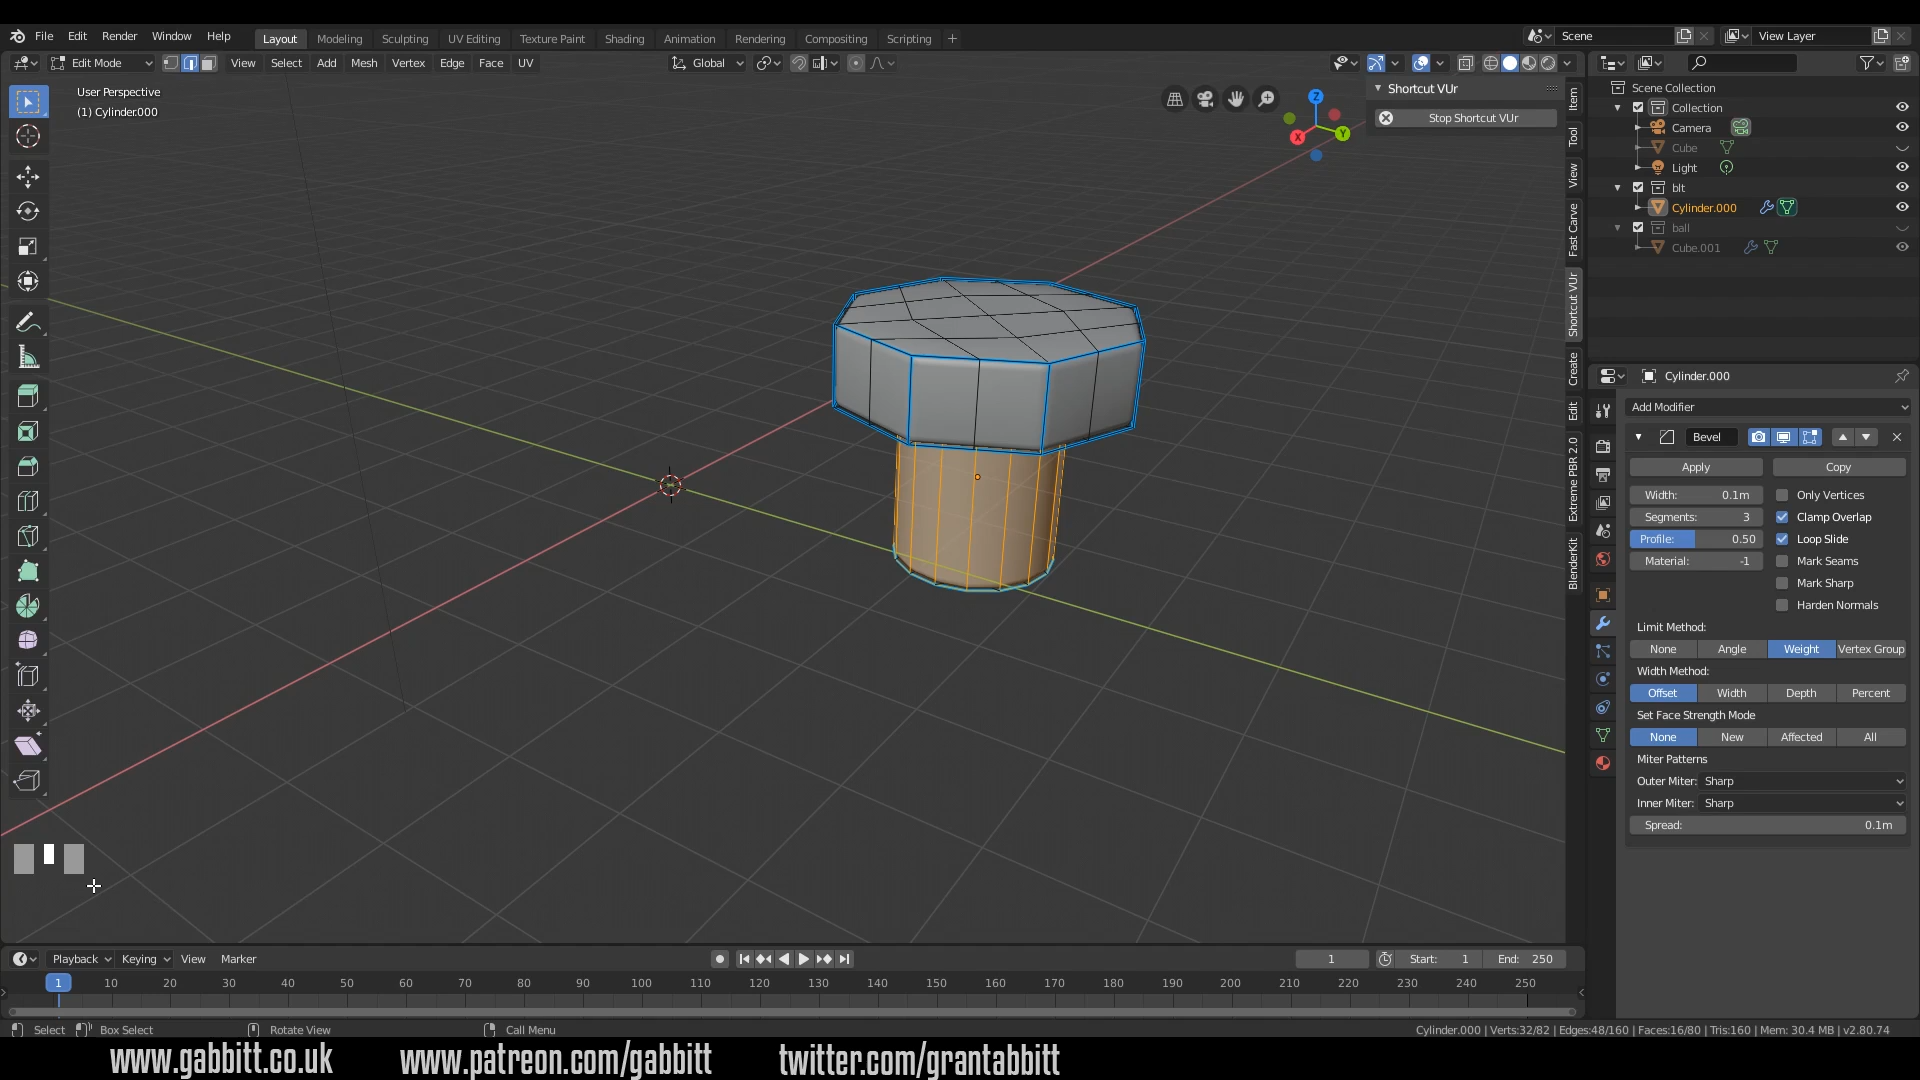 File Edit Render Window Help Layout Modeling Sculpting UV Editing Texture Paint Shading Animation Rendering Compositing Scripting + Scene View Layer
Edit Mode View Select Add Mesh Vertex Edge Face UV Global
User Perspective
(1) Cylinder.000
Shortcut VUr
Stop Shortcut VUr
X
Y
Z
Item
Tool
View
Fast Carve
Shortcut VUr
Create
Edit
Extreme PBR 2.0
BlenderKit
Scene Collection
Collection
Camera
Cube
Light
blt
Cylinder.000
ball
Cube.001
Cylinder.000
Add Modifier
Bevel
Apply Copy
Width: 0.1m Only Vertices
Segments: 3 Clamp Overlap
Profile: 0.50 Loop Slide
Material: -1 Mark Seams
Mark Sharp
Harden Normals
Limit Method:
None Angle Weight Vertex Group
Width Method:
Offset Width Depth Percent
Set Face Strength Mode
None New Affected All
Miter Patterns
Outer Miter: Sharp
Inner Miter: Sharp
Spread: 0.1m
Playback Keying View Marker 1 Start: 1 End: 250
1 10 20 30 40 50 60 70 80 90 100 110 120 130 140 150 160 170 180 190 200 210 220 230 240 250
Select Box Select Rotate View Call Menu Cylinder.000 | Verts:32/82 | Edges:48/160 | Faces:16/80 | Tris:160 | Mem: 30.4 MB | v2.80.74
www.gabbitt.co.uk www.patreon.com/gabbitt twitter.com/grantabbitt